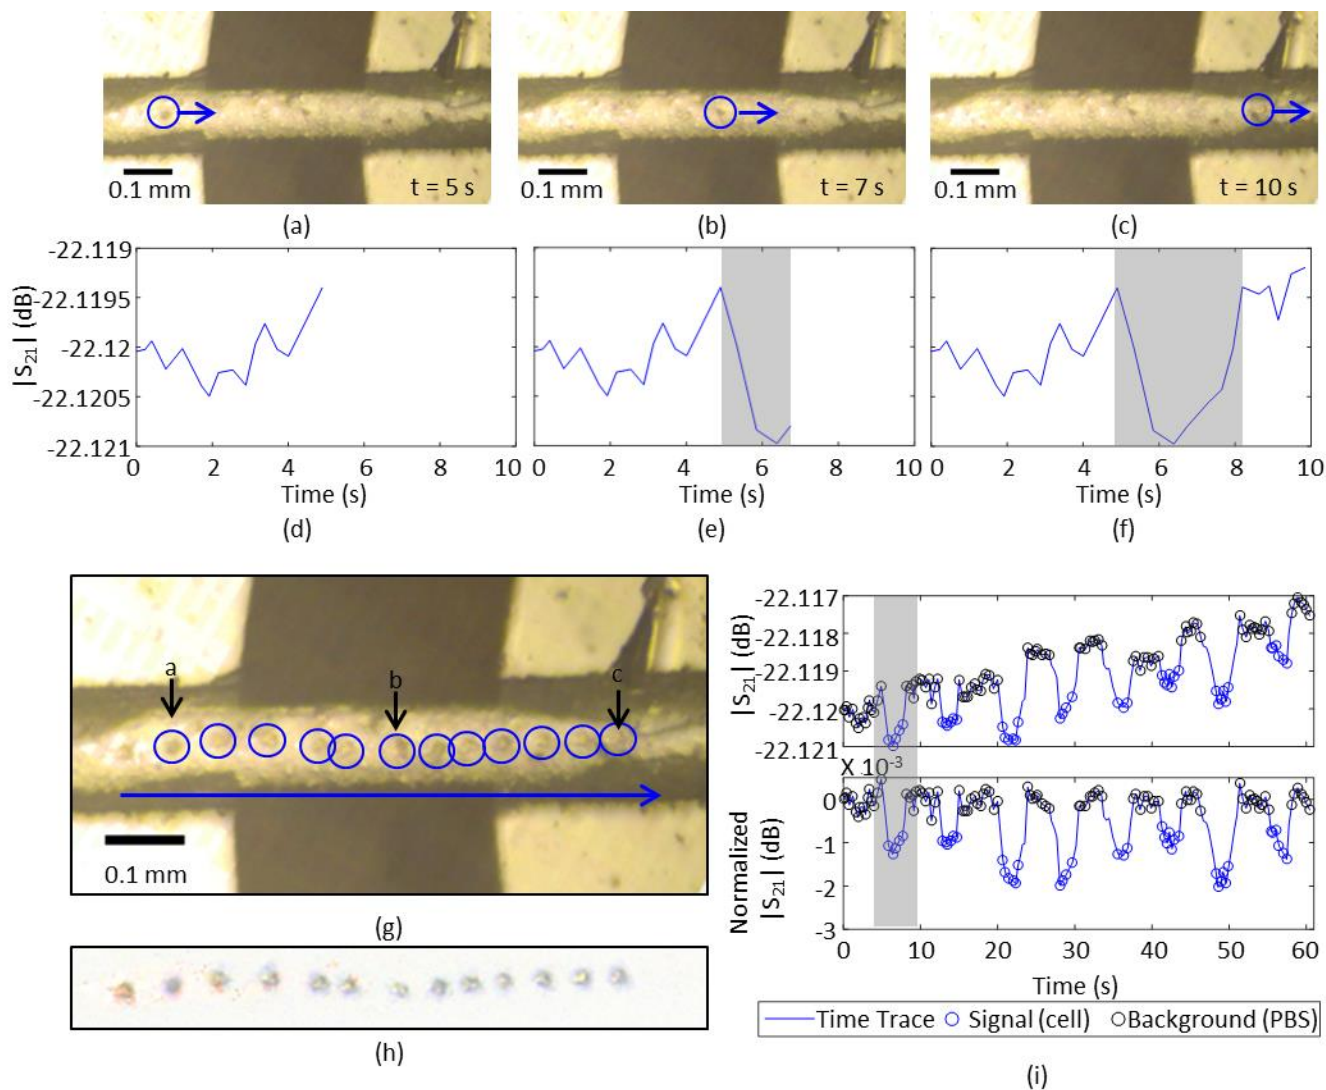 0.1 mm
t = 5 s
0.1 mm
t = 7 s
0.1 mm
t = 10 s
(a)
(b)
(c)
|S21| (dB)
-22.119
-22.1195
-22.12
-22.1205
-22.121
0 2 4 6 8 10
0 2 4 6 8 10
0 2 4 6 8 10
Time (s)
Time (s)
Time (s)
(d)
(e)
(f)
a
b
c
0.1 mm
(g)
(h)
|S21| (dB)
-22.117
-22.118
-22.119
-22.120
-22.121
X 10-3
Normalized
|S21| (dB)
0
-1
-2
-3
0 10 20 30 40 50 60
Time (s)
Time Trace Signal (cell) Background (PBS)
(i)